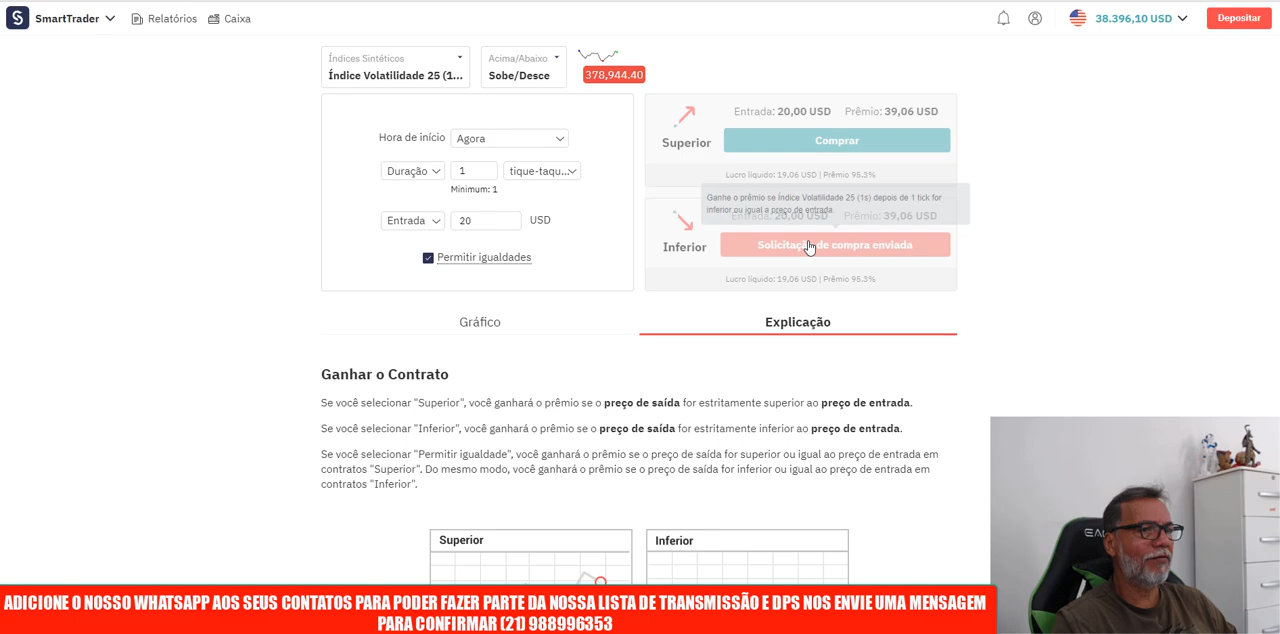 SmartTrader
Relatórios
Caixa
38.396,10 USD
Depositar
Índices Sintéticos
Índice Volatilidade 25 (1...
Acima/Abaixo
Sobe/Desce
378,944.40
Hora de início
Agora
Duração
1
tique-taqu...
Minimum: 1
Entrada
20
USD
Permitir igualdades
Entrada: 20,00 USD Prêmio: 39,06 USD
Superior
Comprar
Lucro líquido: 19,06 USD | Prêmio 95.3%
Ganhe o prêmio se Índice Volatilidade 25 (1s) depois de 1 tick for
inferior ou igual a preço de entrada.
Entrada: 20,00 USD Prêmio: 39,06 USD
Inferior
Solicitação de compra enviada
Lucro líquido: 19,06 USD | Prêmio 95.3%
Gráfico
Explicação
Ganhar o Contrato
Se você selecionar "Superior", você ganhará o prêmio se o preço de saída for estritamente superior ao preço de entrada.
Se você selecionar "Inferior", você ganhará o prêmio se o preço de saída for estritamente inferior ao preço de entrada.
Se você selecionar "Permitir igualdade", você ganhará o prêmio se o preço de saída for superior ou igual ao preço de entrada em
contratos "Superior". Do mesmo modo, você ganhará o prêmio se o preço de saída for inferior ou igual ao preço de entrada em
contratos "Inferior".
Superior
Inferior
ADICIONE O NOSSO WHATSAPP AOS SEUS CONTATOS PARA PODER FAZER PARTE DA NOSSA LISTA DE TRANSMISSÃO E DPS NOS ENVIE UMA MENSAGEM
PARA CONFIRMAR (21) 988996353